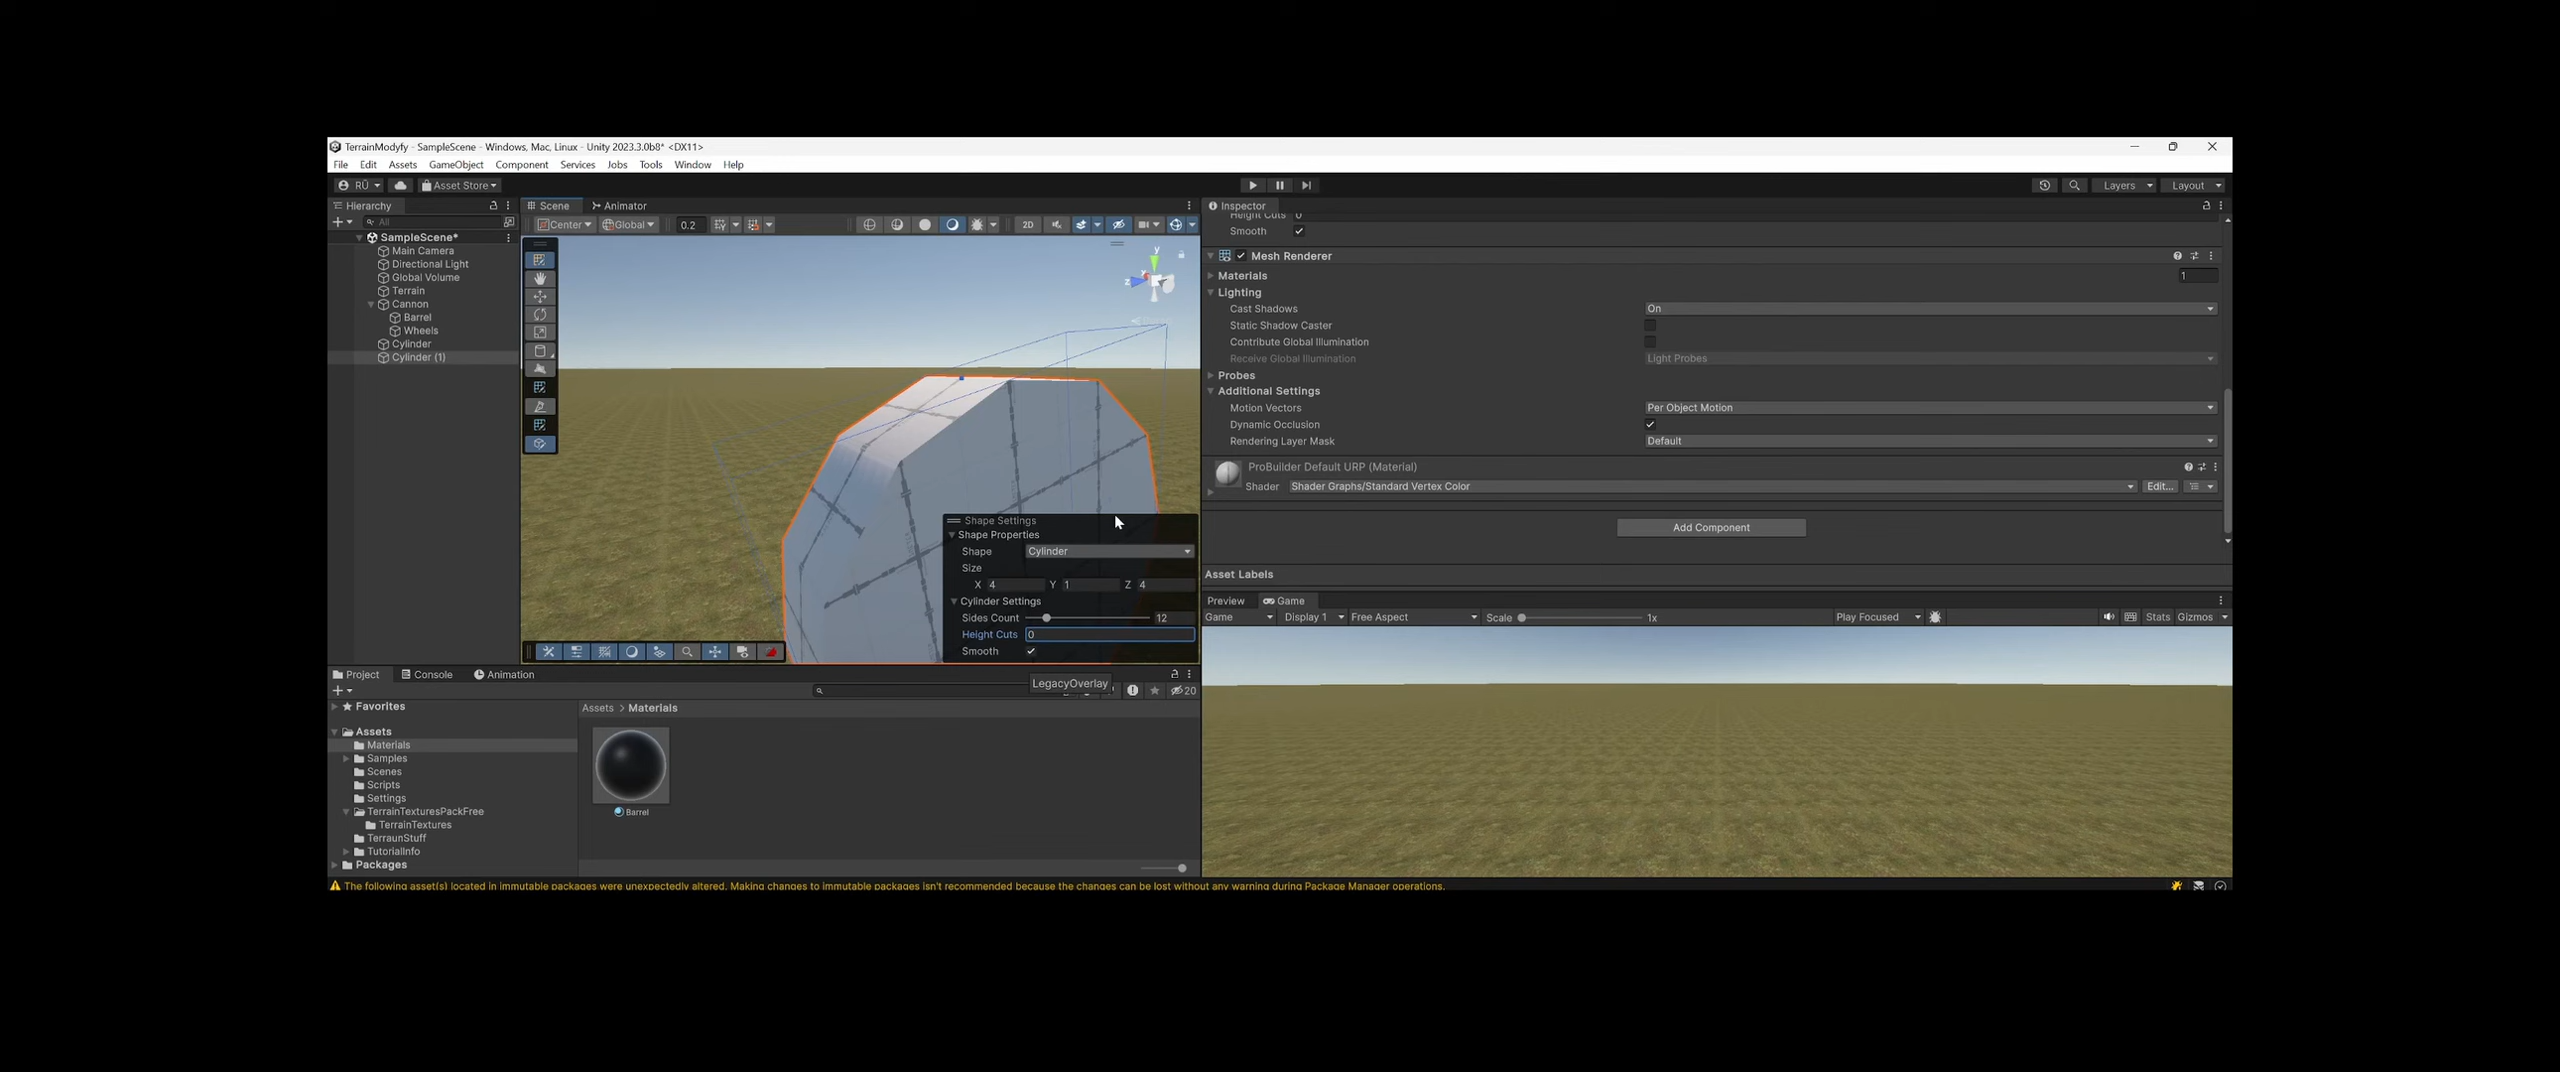 TerrainModyfy - SampleScene - Windows, Mac, Linux - Unity 2023.3.0b8* <DX11>
File Edit Assets GameObject Component Services Jobs Tools Window Help
RÜ Asset Store Layers Layout
Hierarchy Scene Animator Inspector
All Center Global 0.2 2D Height Cuts 0
SampleScene* Smooth
Main Camera
Directional Light
Global Volume
Terrain
Cannon
Barrel
Wheels
Cylinder
Cylinder (1)
y
z
Mesh Renderer
Materials 1
Lighting
Cast Shadows On
Static Shadow Caster
Contribute Global Illumination
Receive Global Illumination Light Probes
Probes
Additional Settings
Motion Vectors Per Object Motion
Dynamic Occlusion
Rendering Layer Mask Default
ProBuilder Default URP (Material)
Shader Shader Graphs/Standard Vertex Color Edit...
Add Component
Asset Labels
Shape Settings
Shape Properties
Shape Cylinder
Size
X 4 Y 1 Z 4
Cylinder Settings
Sides Count 12
Height Cuts 0
Smooth
LegacyOverlay
Preview Game
Game Display 1 Free Aspect Scale 1x Play Focused Stats Gizmos
Project Console Animation
20
Favorites
Assets
Materials
Samples
Scenes
Scripts
Settings
TerrainTexturesPackFree
TerrainTextures
TerraunStuff
TutorialInfo
Packages
Assets > Materials
Barrel
The following asset(s) located in immutable packages were unexpectedly altered. Making changes to immutable packages isn't recommended because the changes can be lost without any warning during Package Manager operations.